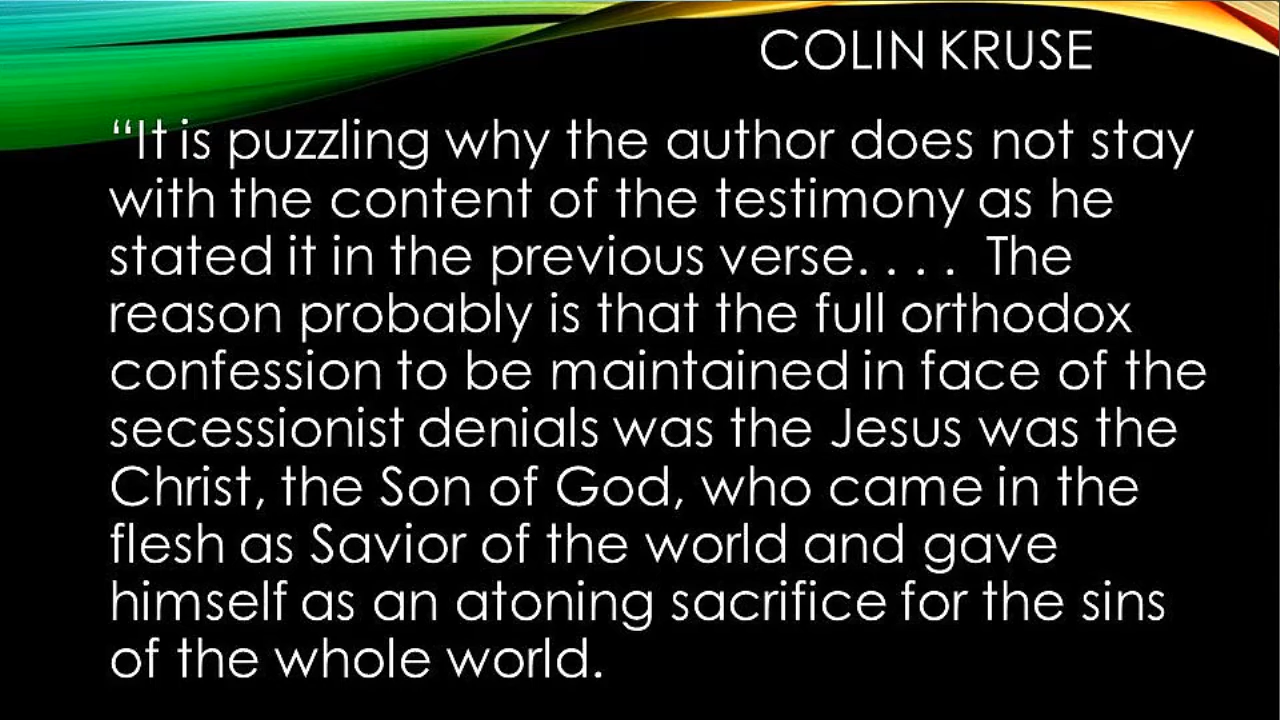 COLIN KRUSE
“It is puzzling why the author does not stay
with the content of the testimony as he
stated it in the previous verse. . . .  The
reason probably is that the full orthodox
confession to be maintained in face of the
secessionist denials was the Jesus was the
Christ, the Son of God, who came in the
flesh as Savior of the world and gave
himself as an atoning sacrifice for the sins
of the whole world.